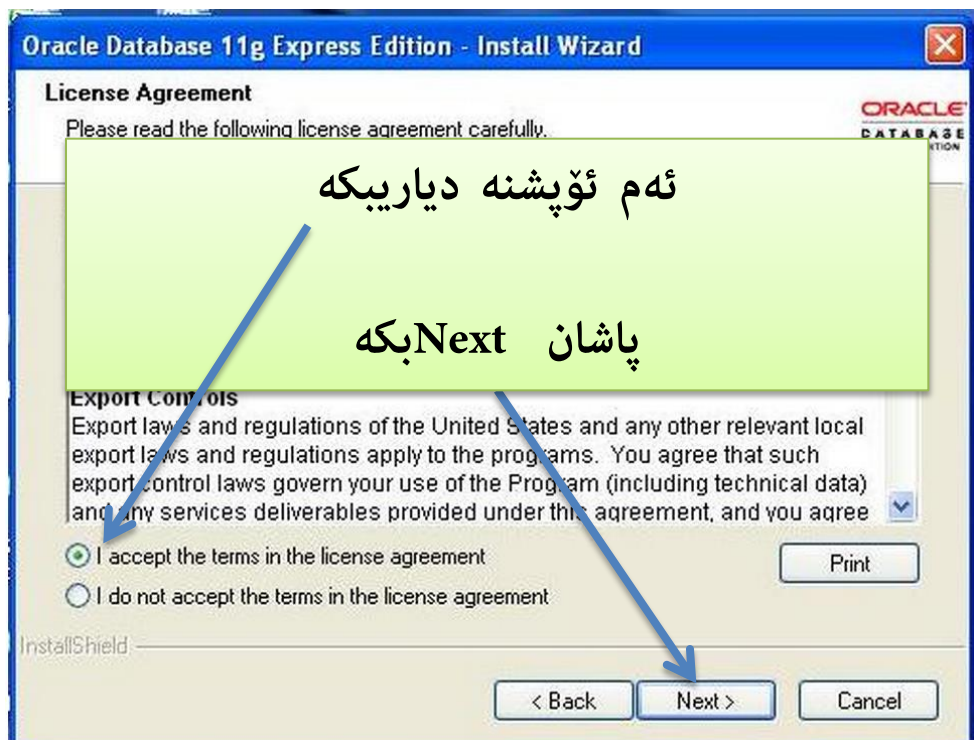 Oracle Database 11g Express Edition - Install Wizard
License Agreement
Please read the following license agreement carefully.
ORACLE
DATABASE
ئەم ئۆپشنە دیاریبکە
پاشان Nextبکە
Export Controls
Export laws and regulations of the United States and any other relevant local
export laws and regulations apply to the programs. You agree that such
export control laws govern your use of the Program (including technical data)
and any services deliverables provided under this agreement, and you agree
I accept the terms in the license agreement
Print
I do not accept the terms in the license agreement
InstallShield
< Back
Next >
Cancel